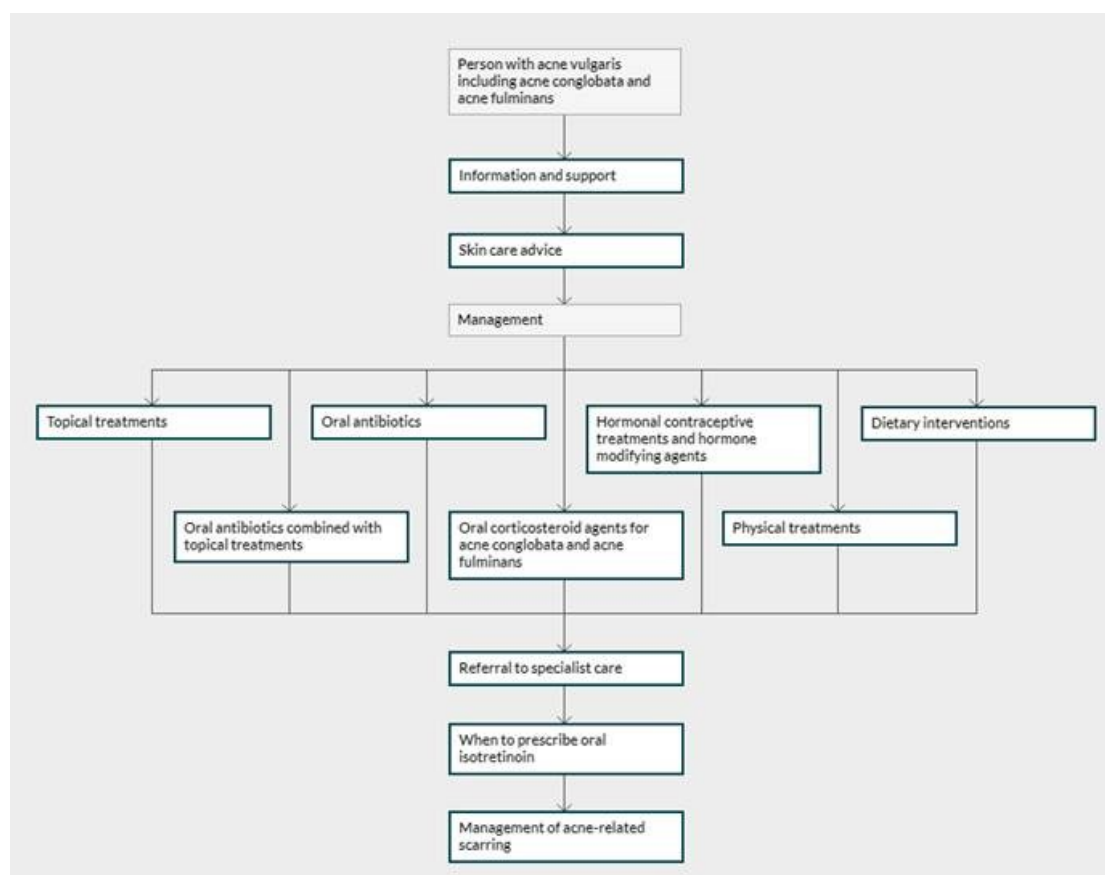 Person with acne vulgaris
including acne conglobata and
acne fulminans
Information and support
Skin care advice
Management
Topical treatments
Oral antibiotics
Hormonal contraceptive
treatments and hormone
modifying agents
Dietary interventions
Oral antibiotics combined with
topical treatments
Oral corticosteroid agents for
acne conglobata and acne
fulminans
Physical treatments
Referral to specialist care
When to prescribe oral
isotretinoin
Management of acne-related
scarring